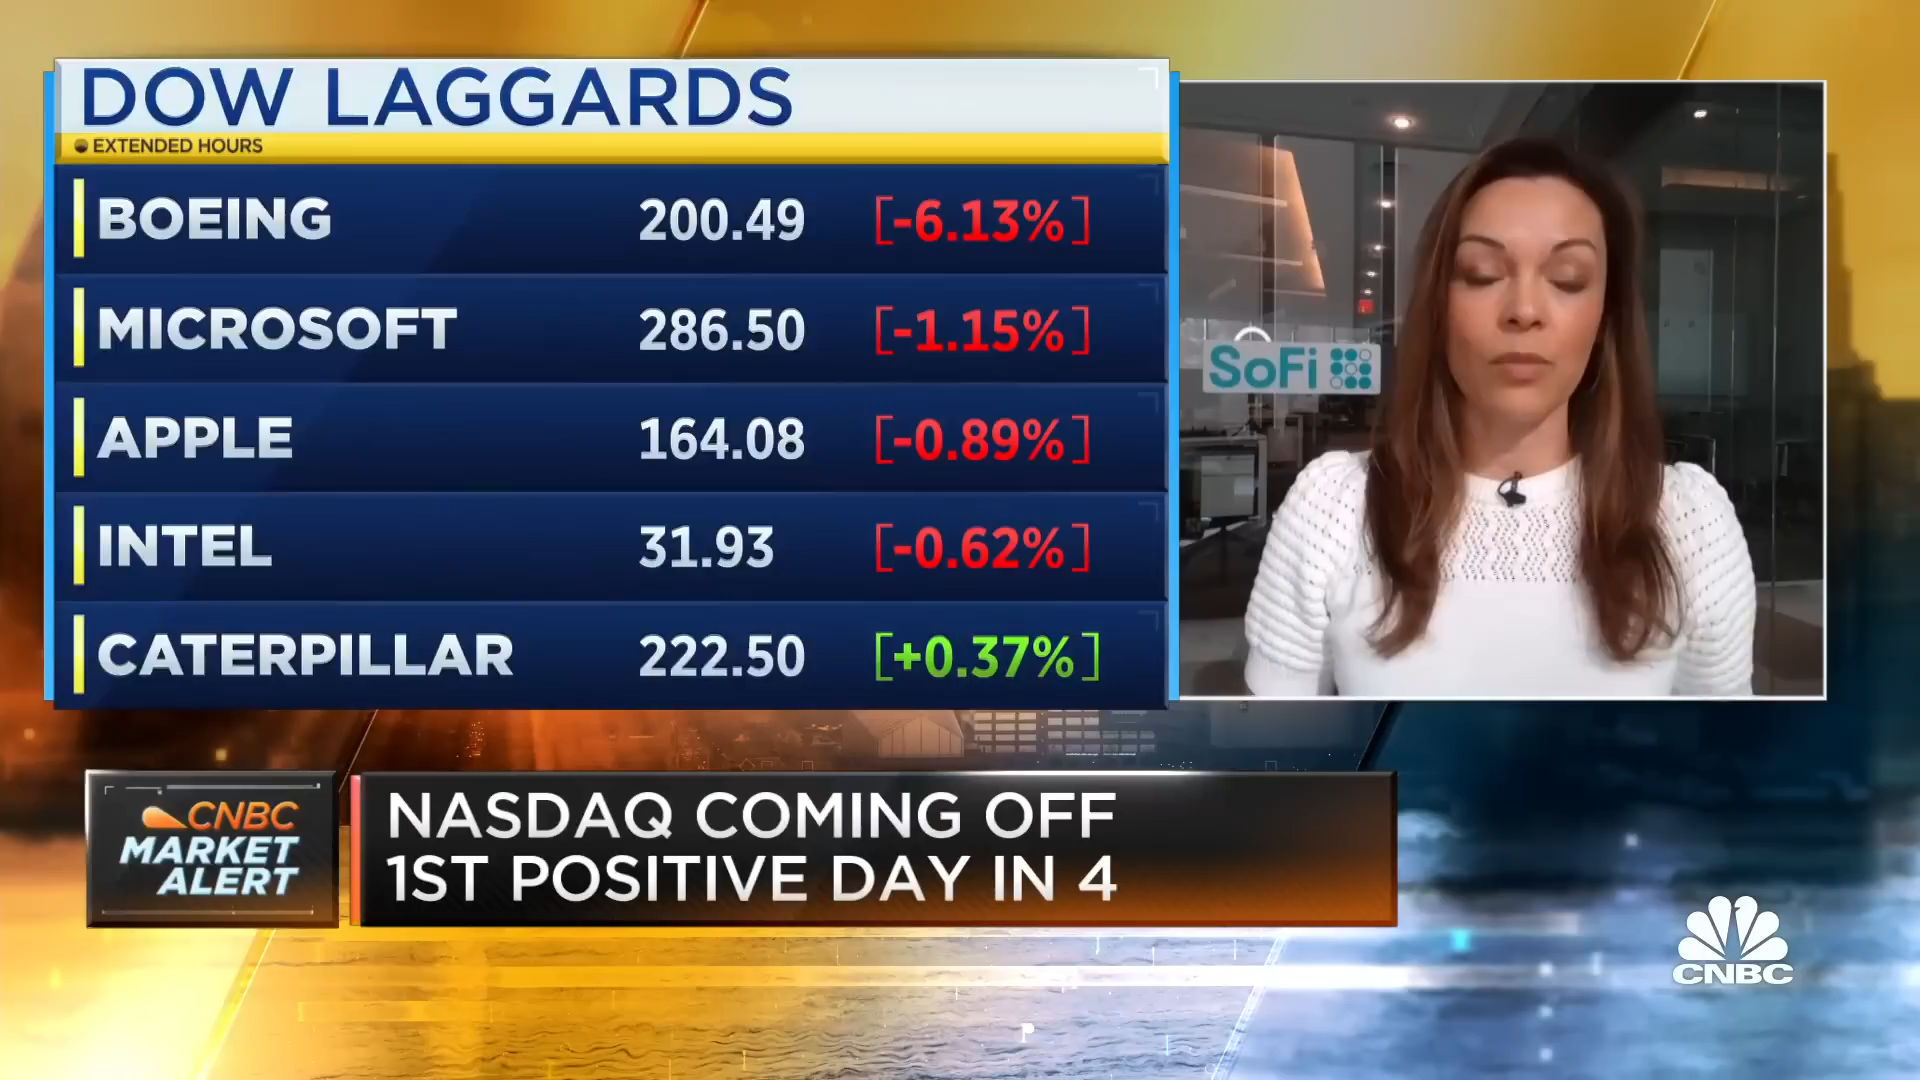 DOW LAGGARDS
EXTENDED HOURS
BOEING 200.49 [-6.13%]
MICROSOFT 286.50 [-1.15%]
APPLE 164.08 [-0.89%]
INTEL 31.93 [-0.62%]
CATERPILLAR 222.50 [+0.37%]
SoFi
CNBC
MARKET
ALERT
NASDAQ COMING OFF
1ST POSITIVE DAY IN 4
CNBC
P